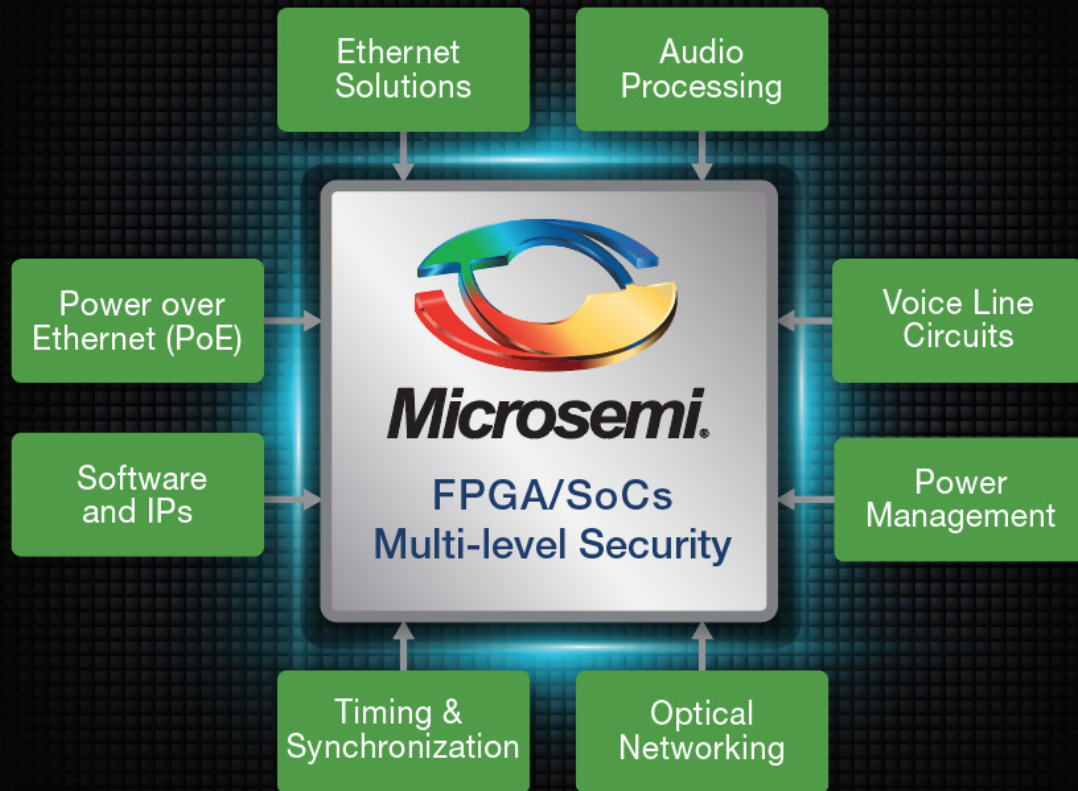 Ethernet
Solutions
Audio
Processing
Power over
Ethernet (PoE)
Voice Line
Circuits
Microsemi®
FPGA/SoCs
Multi-level Security
Software
and IPs
Power
Management
Timing &
Synchronization
Optical
Networking